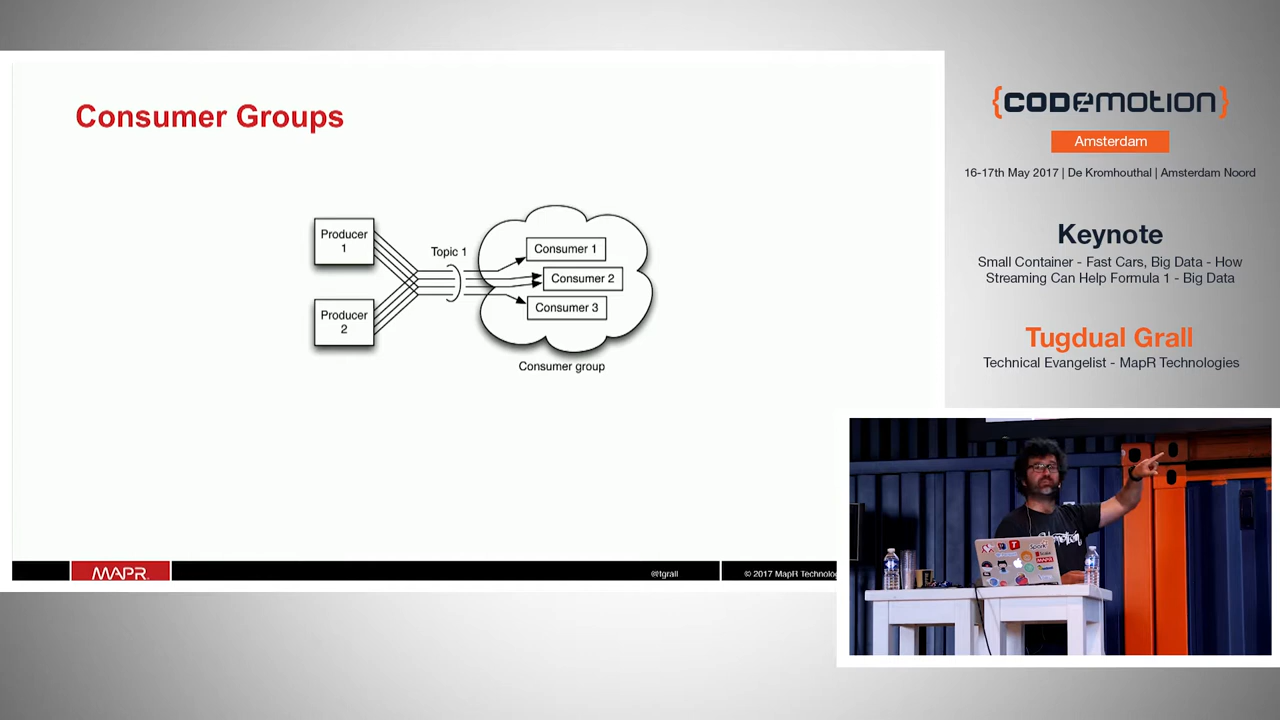 Consumer Groups
Producer
1
Producer
2
Topic 1
Consumer 1
Consumer 2
Consumer 3
Consumer group
MAPR
@tgrall
© 2017 MapR Technolo
{CODEMOTION}
Amsterdam
16-17th May 2017 | De Kromhouthal | Amsterdam Noord
Keynote
Small Container - Fast Cars, Big Data - How
Streaming Can Help Formula 1 - Big Data
Tugdual Grall
Technical Evangelist - MapR Technologies